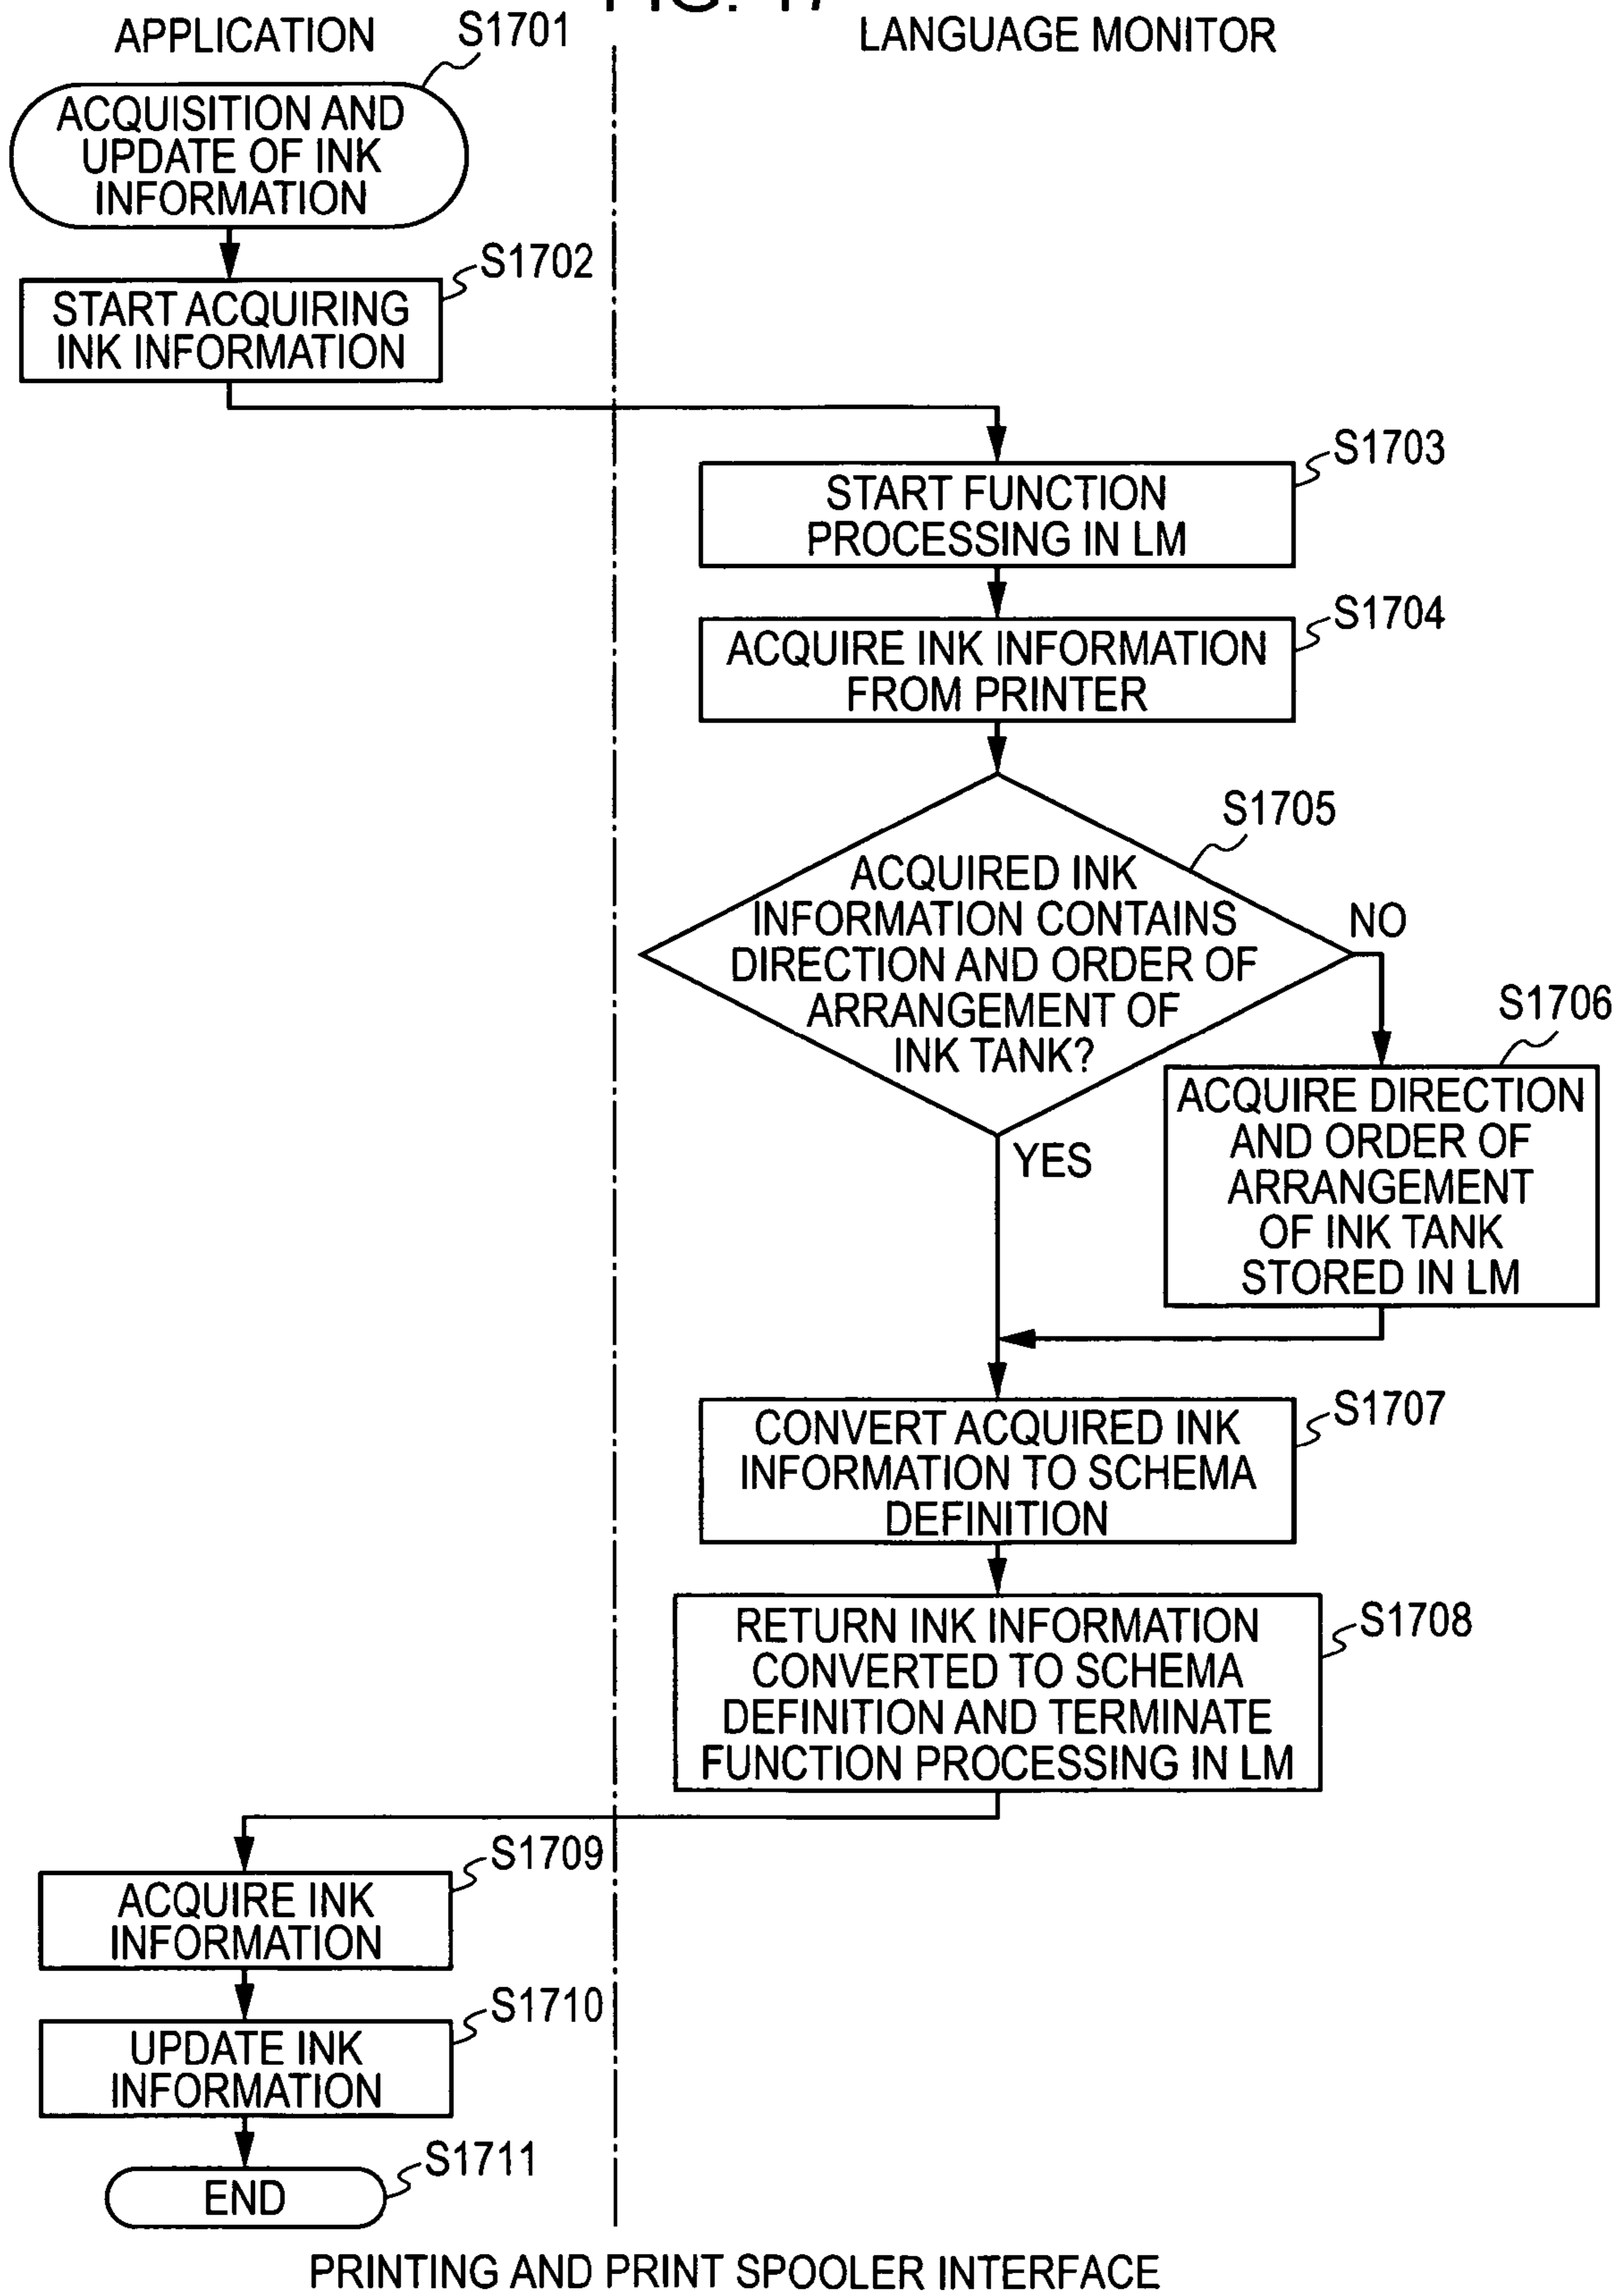 FIG. 17
APPLICATION
LANGUAGE MONITOR
S1701
ACQUISITION AND
UPDATE OF INK
INFORMATION
S1702
START ACQUIRING
INK INFORMATION
S1703
START FUNCTION
PROCESSING IN LM
S1704
ACQUIRE INK INFORMATION
FROM PRINTER
S1705
ACQUIRED INK
INFORMATION CONTAINS
DIRECTION AND ORDER OF
ARRANGEMENT OF
INK TANK?
NO
YES
S1706
ACQUIRE DIRECTION
AND ORDER OF
ARRANGEMENT
OF INK TANK
STORED IN LM
S1707
CONVERT ACQUIRED INK
INFORMATION TO SCHEMA
DEFINITION
S1708
RETURN INK INFORMATION
CONVERTED TO SCHEMA
DEFINITION AND TERMINATE
FUNCTION PROCESSING IN LM
S1709
ACQUIRE INK
INFORMATION
S1710
UPDATE INK
INFORMATION
S1711
END
PRINTING AND PRINT SPOOLER INTERFACE